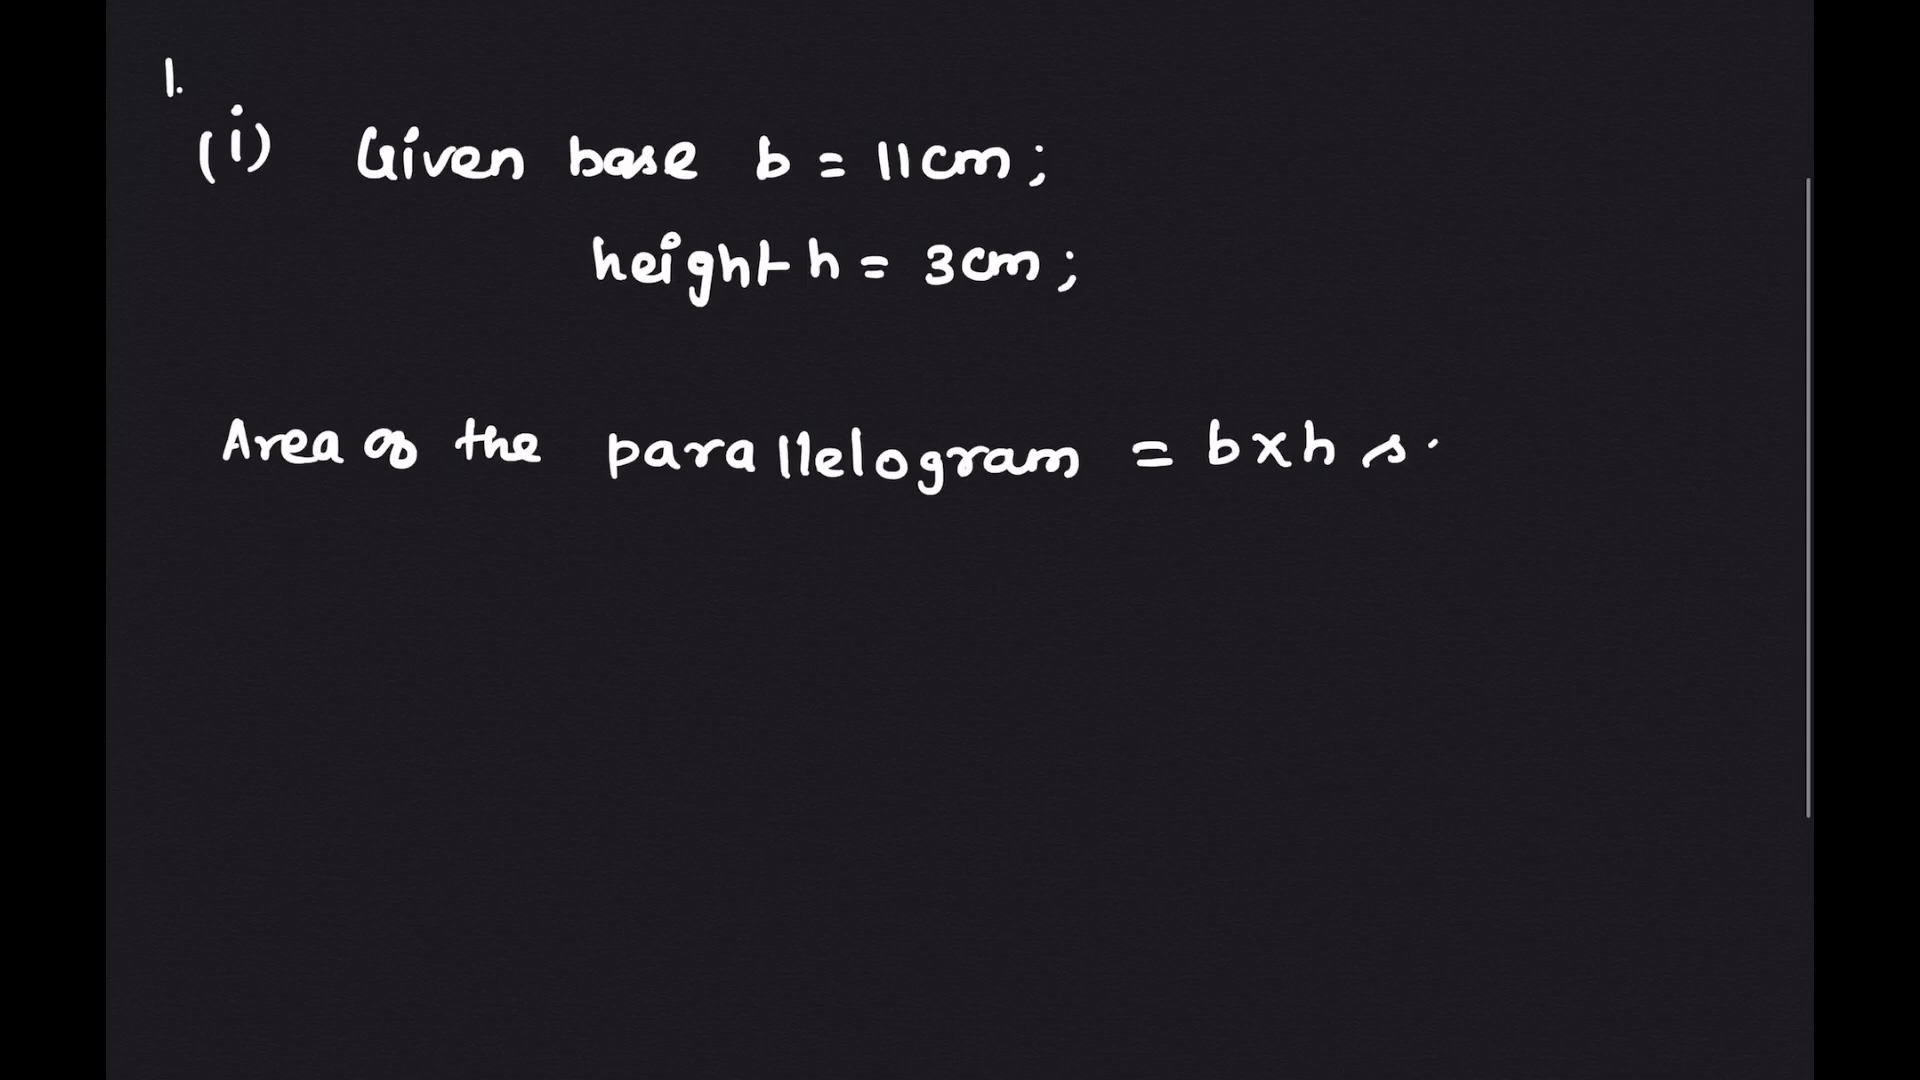 1.
(i) Given base b = 11cm;
height h = 3cm;
Area of the parallelogram = b x h s.